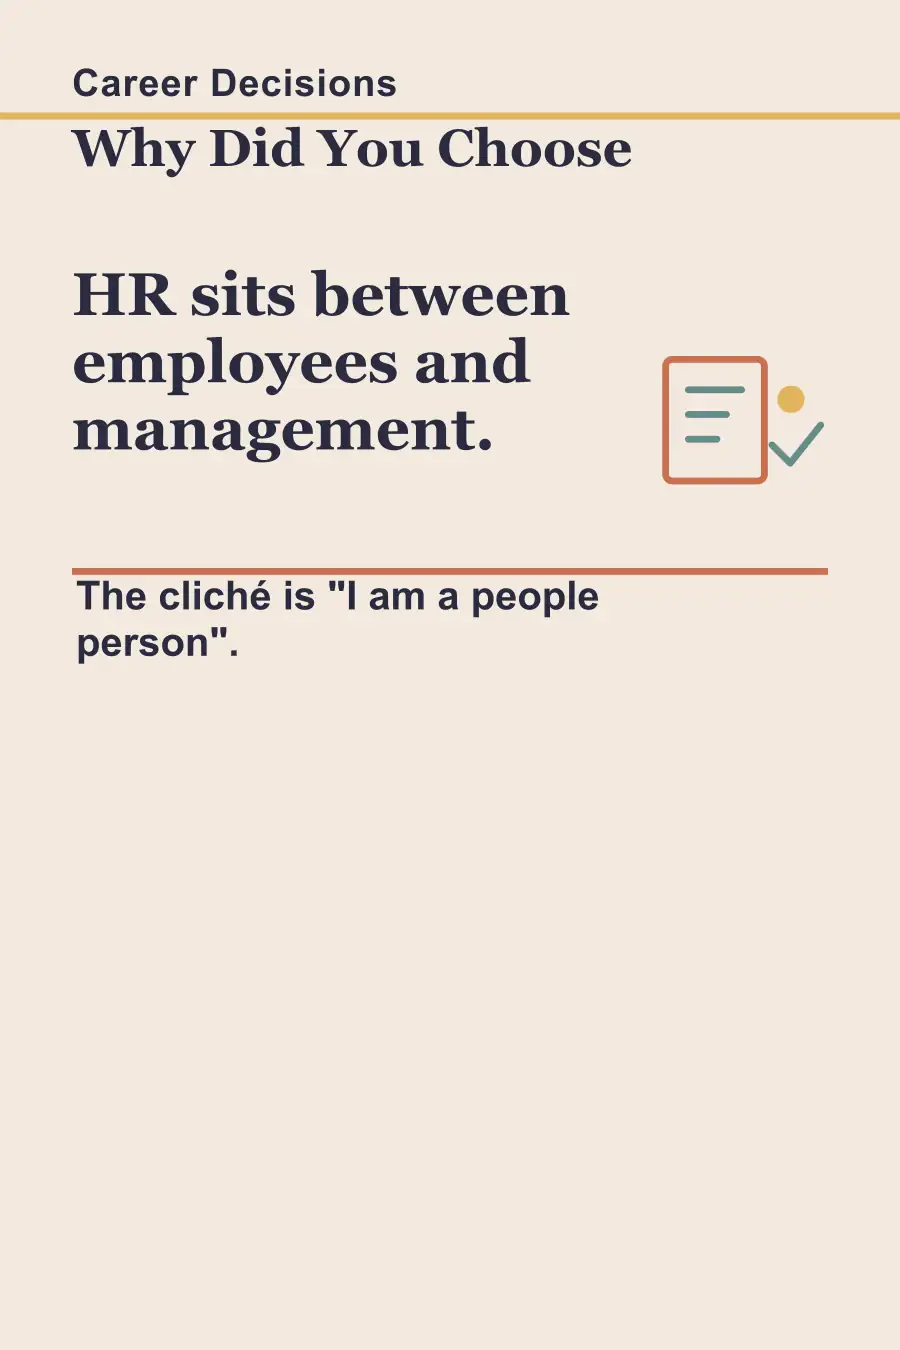 Career Decisions
Why Did You Choose
HR sits between
employees and
management.
The cliché is "I am a people
person".